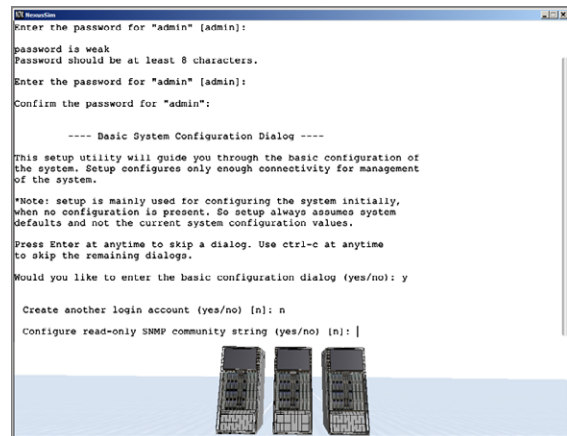 NexusSim
Enter the password for "admin" [admin]:
password is weak
Password should be at least 8 characters.
Enter the password for "admin" [admin]:
Confirm the password for "admin":
---- Basic System Configuration Dialog ----
This setup utility will guide you through the basic configuration of
the system. Setup configures only enough connectivity for management
of the system.
*Note: setup is mainly used for configuring the system initially,
when no configuration is present. So setup always assumes system
defaults and not the current system configuration values.
Press Enter at anytime to skip a dialog. Use ctrl-c at anytime
to skip the remaining dialogs.
Would you like to enter the basic configuration dialog (yes/no): y
Create another login account (yes/no) [n]: n
Configure read-only SNMP community string (yes/no) [n]: